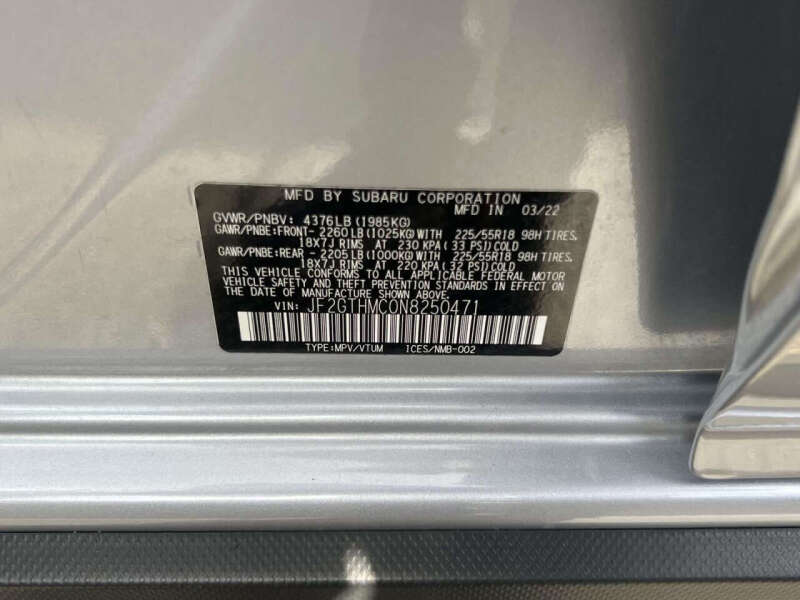 MFD BY SUBARU CORPORATION
GVWR/PNBV: 4376LB(1985KG) MFD IN 03/22
GAWR/PNBE:FRONT- 2260LB(1025KG)WITH 225/55R18 98H TIRES.
18X7J RIMS AT 230 KPA(33 PSI)COLD
GAWR/PNBE:REAR - 2205LB(1000KG)WITH 225/55R18 98H TIRES.
18X7J RIMS AT 220 KPA(32 PSI)COLD
THIS VEHICLE CONFORMS TO ALL APPLICABLE FEDERAL MOTOR
VEHICLE SAFETY AND THEFT PREVENTION STANDARDS IN EFFECT ON
THE DATE OF MANUFACTURE SHOWN ABOVE.
VIN: JF2GTHMC0N8250471
TYPE:MPV/VTUM ICES/NMB-002